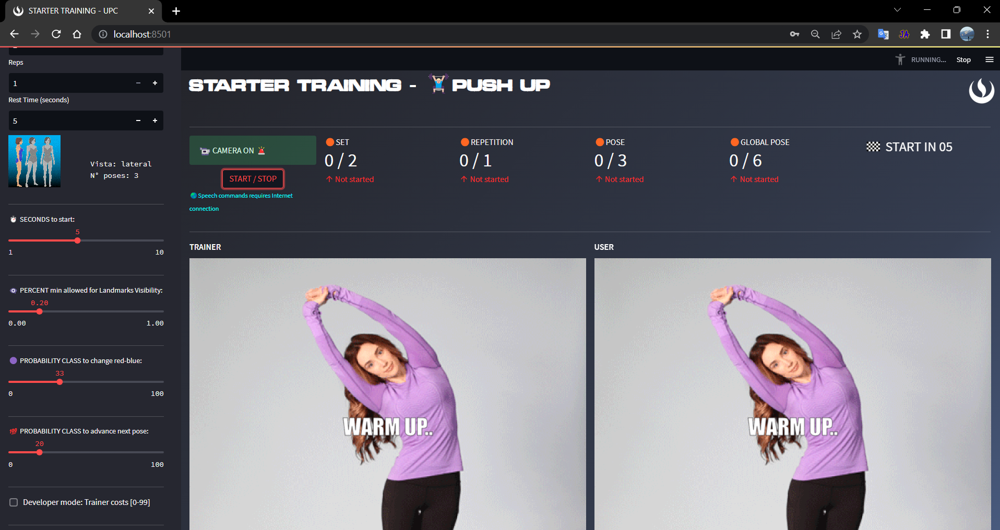 STARTER TRAINING - UPC
localhost:8501
RUNNING...
Stop
Reps
1
Rest Time (seconds)
5
Vista: lateral
N° poses: 3
SECONDS to start:
5
1 10
PERCENT min allowed for Landmarks Visibility:
0.20
0.00 1.00
PROBABILITY CLASS to change red-blue:
33
0 100
💯 PROBABILITY CLASS to advance next pose:
20
0 100
Developer mode: Trainer costs [0-99]
STARTER TRAINING - PUSH UP
CAMERA ON
START / STOP
Speech commands requires Internet
connection
SET
0 / 2
↑ Not started
REPETITION
0 / 1
↑ Not started
POSE
0 / 3
↑ Not started
GLOBAL POSE
0 / 6
↑ Not started
START IN 05
TRAINER
WARM UP..
USER
WARM UP..